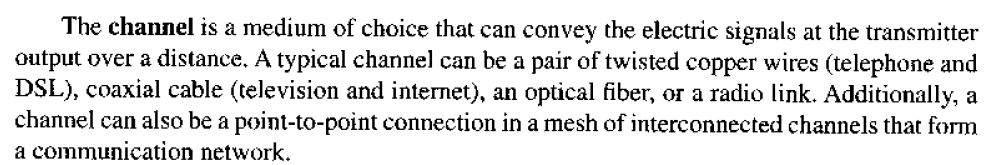 The channel is a medium of choice that can convey the electric signals at the transmitter
output over a distance. A typical channel can be a pair of twisted copper wires (telephone and
DSL), coaxial cable (television and internet), an optical fiber, or a radio link. Additionally, a
channel can also be a point-to-point connection in a mesh of interconnected channels that form
a communication network.